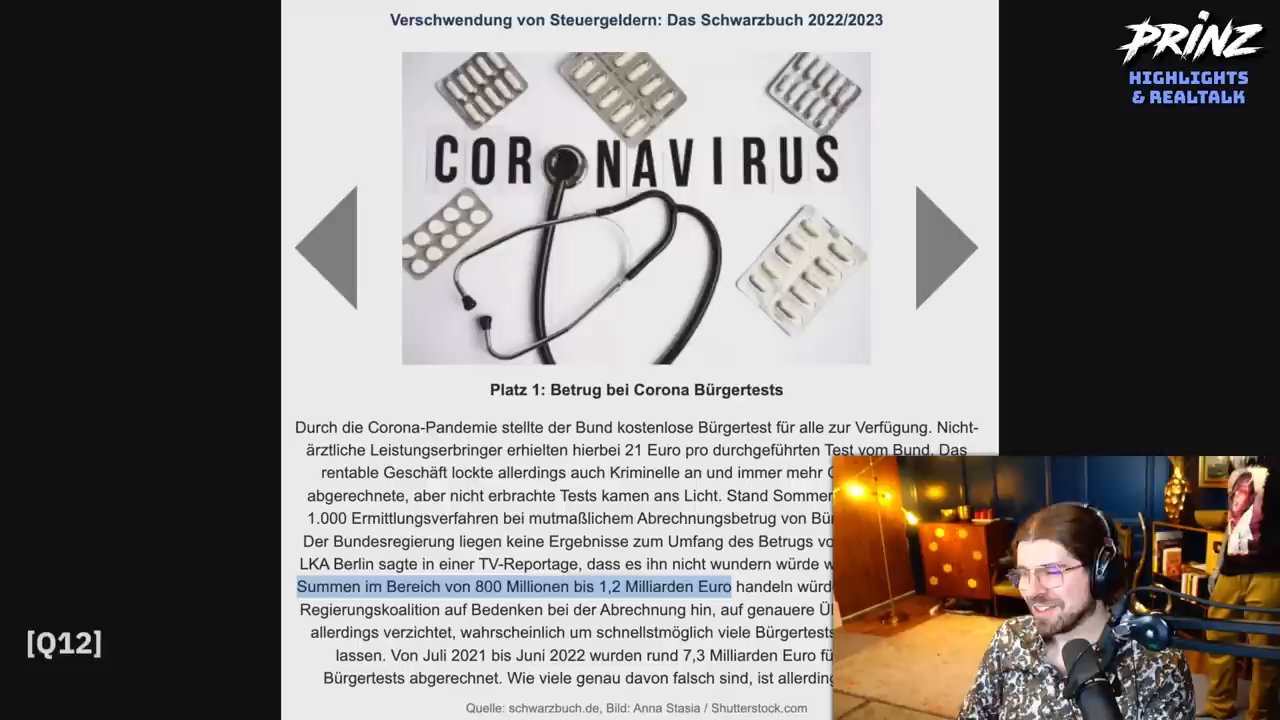 Verschwendung von Steuergeldern: Das Schwarzbuch 2022/2023
PRINZ
HIGHLIGHTS
& REALTALK
CORONAVIRUS
Platz 1: Betrug bei Corona Bürgertests
Durch die Corona-Pandemie stellte der Bund kostenlose Bürgertest für alle zur Verfügung. Nicht-
ärztliche Leistungserbringer erhielten hierbei 21 Euro pro durchgeführten Test vom Bund. Das
rentable Geschäft lockte allerdings auch Kriminelle an und immer mehr
abgerechnete, aber nicht erbrachte Tests kamen ans Licht. Stand Sommer
1.000 Ermittlungsverfahren bei mutmaßlichem Abrechnungsbetrug von
Der Bundesregierung liegen keine Ergebnisse zum Umfang des Betrugs
LKA Berlin sagte in einer TV-Reportage, dass es ihn nicht wundern würde
Summen im Bereich von 800 Millionen bis 1,2 Milliarden Euro handeln
Regierungskoalition auf Bedenken bei der Abrechnung hin, auf genauere
allerdings verzichtet, wahrscheinlich um schnellstmöglich viele Bürgertests
lassen. Von Juli 2021 bis Juni 2022 wurden rund 7,3 Milliarden Euro
Bürgertests abgerechnet. Wie viele genau davon falsch sind, ist
Quelle: schwarzbuch.de, Bild: Anna Stasia / Shutterstock.com
[Q12]